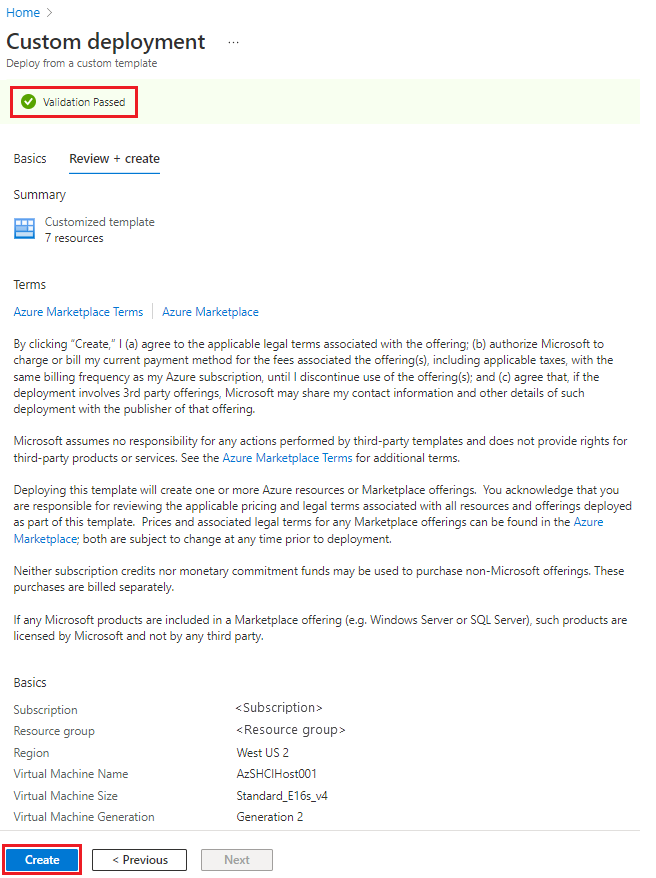 Home >
Custom deployment ...
Deploy from a custom template
Validation Passed
Basics Review + create
Summary
Customized template
7 resources
Terms
Azure Marketplace Terms Azure Marketplace
By clicking “Create,” I (a) agree to the applicable legal terms associated with the offering; (b) authorize Microsoft to
charge or bill my current payment method for the fees associated the offering(s), including applicable taxes, with the
same billing frequency as my Azure subscription, until I discontinue use of the offering(s); and (c) agree that, if the
deployment involves 3rd party offerings, Microsoft may share my contact information and other details of such
deployment with the publisher of that offering.
Microsoft assumes no responsibility for any actions performed by third-party templates and does not provide rights for
third-party products or services. See the Azure Marketplace Terms for additional terms.
Deploying this template will create one or more Azure resources or Marketplace offerings. You acknowledge that you
are responsible for reviewing the applicable pricing and legal terms associated with all resources and offerings deployed
as part of this template. Prices and associated legal terms for any Marketplace offerings can be found in the Azure
Marketplace; both are subject to change at any time prior to deployment.
Neither subscription credits nor monetary commitment funds may be used to purchase non-Microsoft offerings. These
purchases are billed separately.
If any Microsoft products are included in a Marketplace offering (e.g. Windows Server or SQL Server), such products are
licensed by Microsoft and not by any third party.
Basics
Subscription <Subscription>
Resource group <Resource group>
Region West US 2
Virtual Machine Name AzSHCIHost001
Virtual Machine Size Standard_E16s_v4
Virtual Machine Generation Generation 2
Create < Previous Next